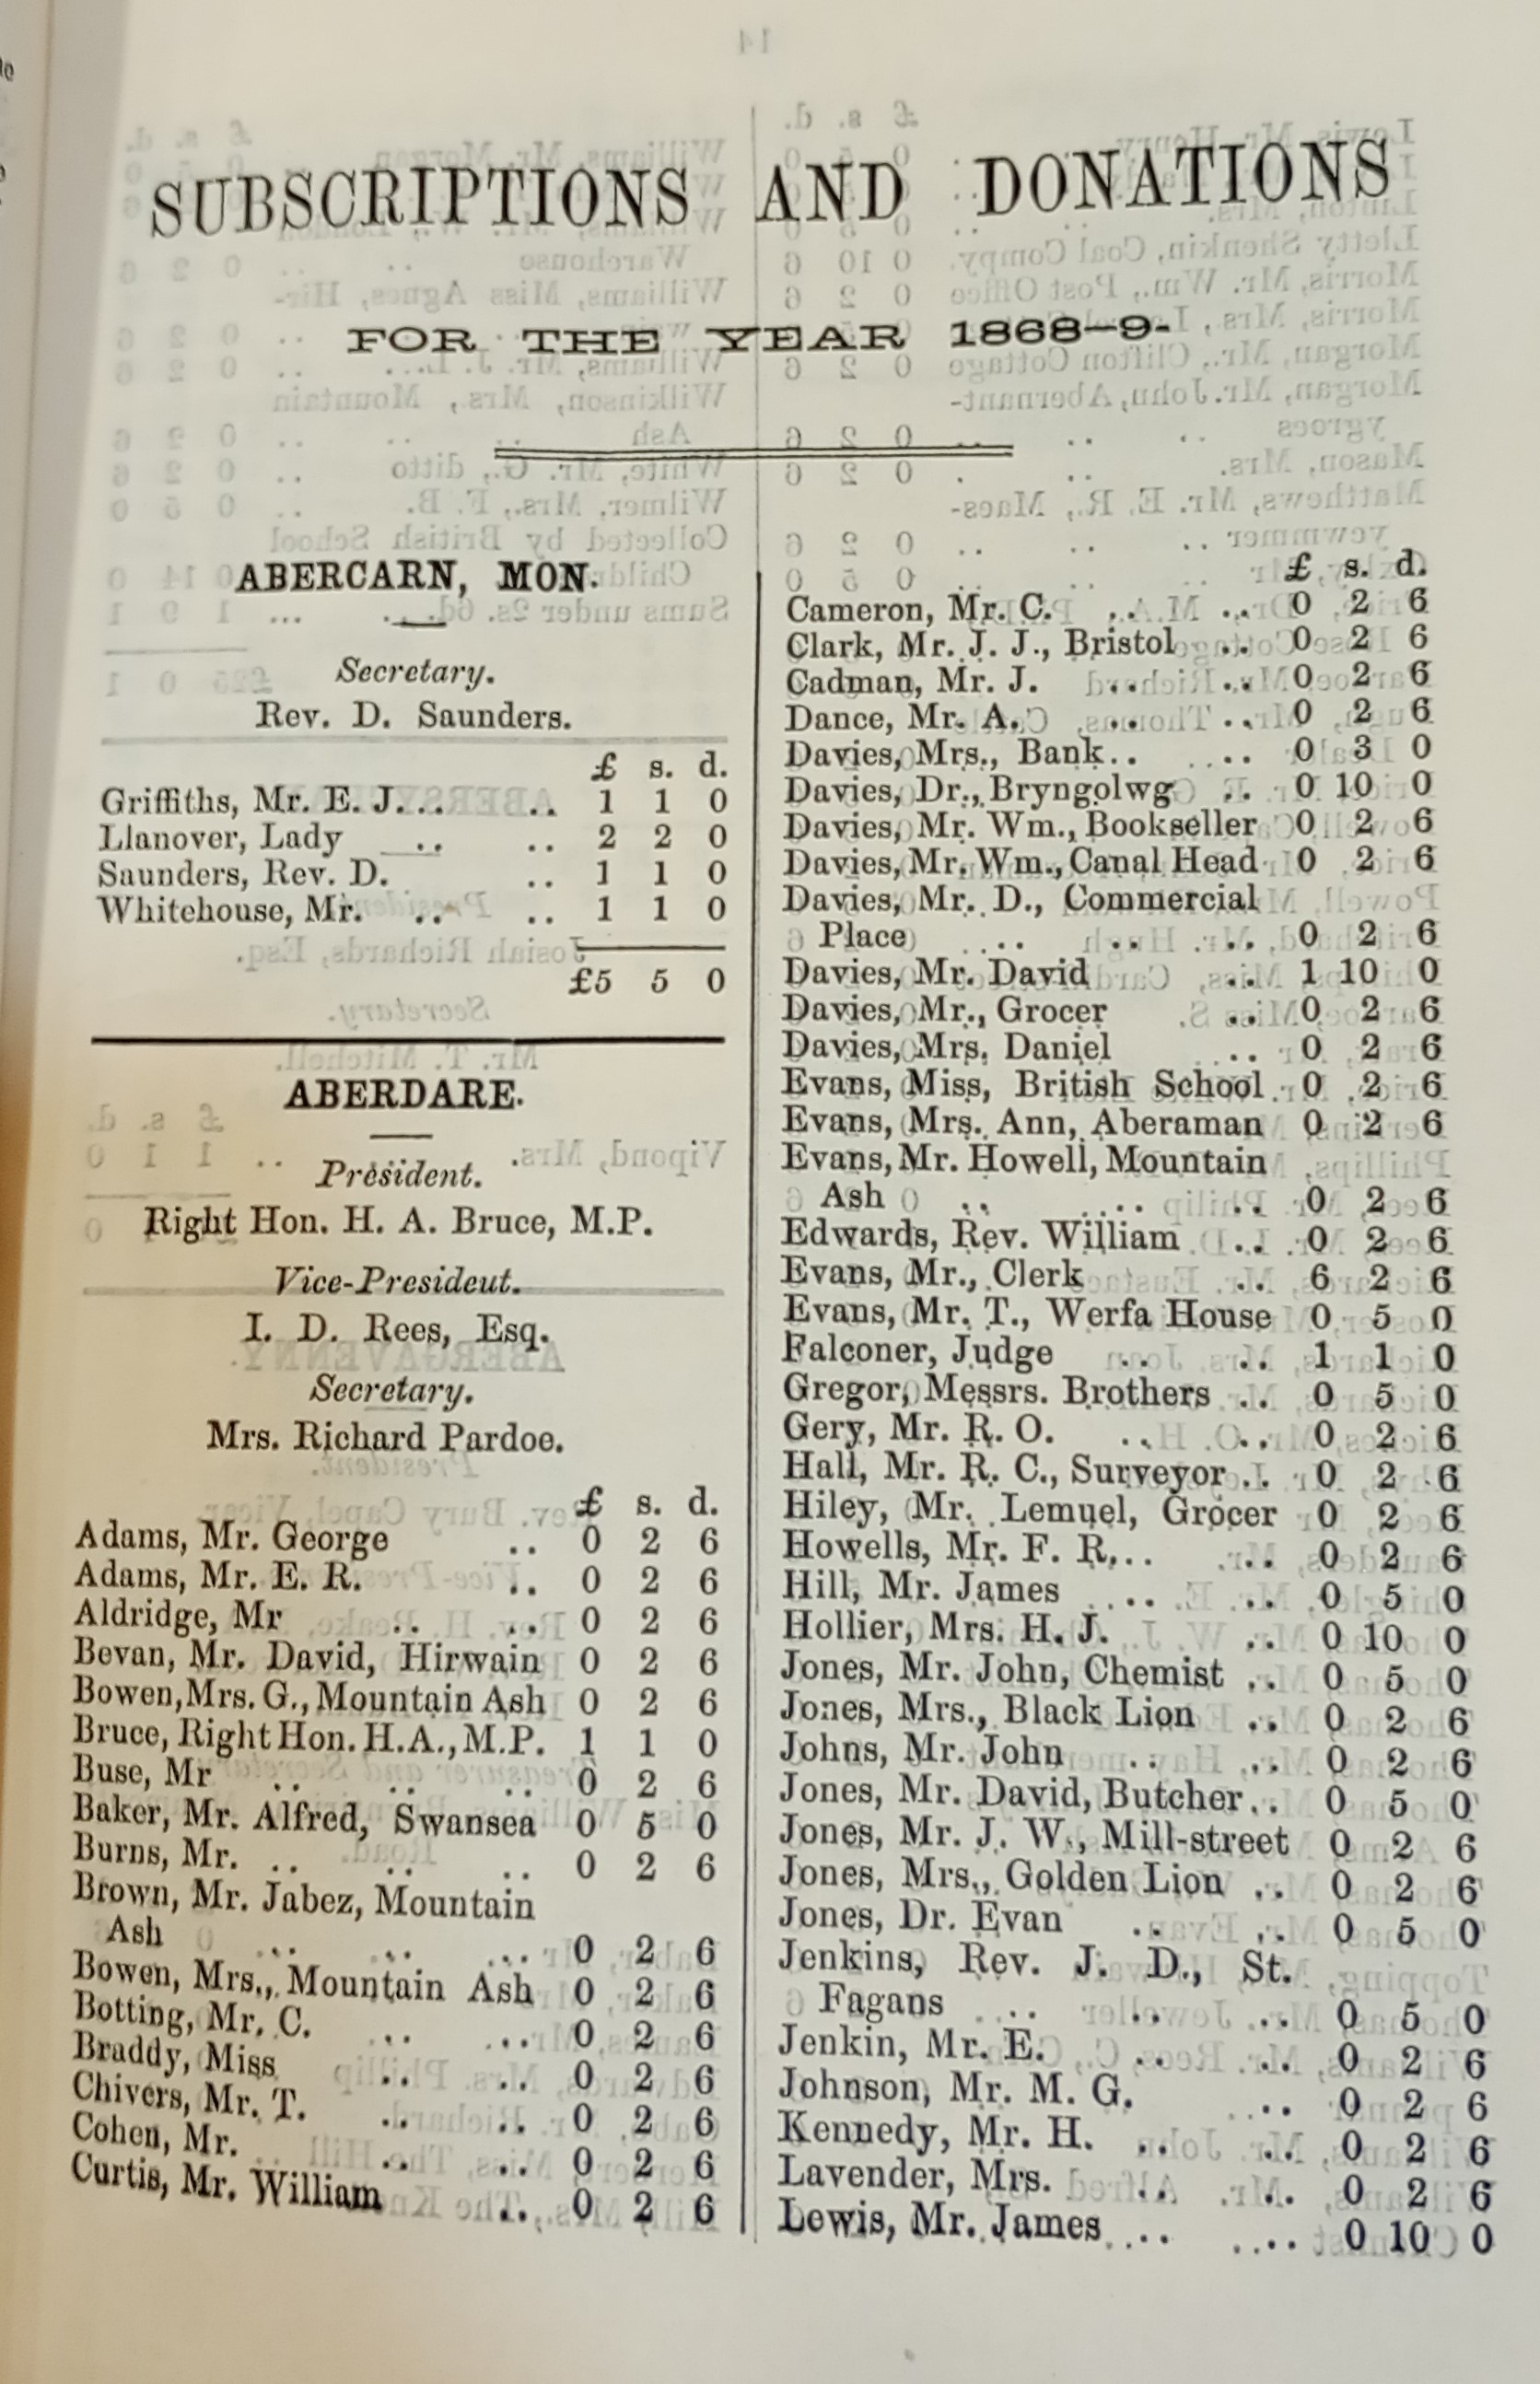 SUBSCRIPTIONS AND DONATIONS
FOR THE YEAR 1868-9.
ABERCARN, MON.
Secretary.
Rev. D. Saunders.
£ s. d.
Griffiths, Mr. E. J... .. 1 1 0
Llanover, Lady .. .. 2 2 0
Saunders, Rev. D. .. 1 1 0
Whitehouse, Mr. .. .. 1 1 0
£5 5 0
ABERDARE.
President.
Right Hon. H. A. Bruce, M.P.
Vice-President.
I. D. Rees, Esq.
Secretary.
Mrs. Richard Pardoe.
£ s. d.
Adams, Mr. George .. 0 2 6
Adams, Mr. E. R. .. 0 2 6
Aldridge, Mr .. .. 0 2 6
Bevan, Mr. David, Hirwain 0 2 6
Bowen, Mrs. G., Mountain Ash 0 2 6
Bruce, Right Hon. H.A., M.P. 1 1 0
Buse, Mr .. .. .. 0 2 6
Baker, Mr. Alfred, Swansea 0 5 0
Burns, Mr. .. .. .. 0 2 6
Brown, Mr. Jabez, Mountain
Ash .. .. .. 0 2 6
Bowen, Mrs., Mountain Ash 0 2 6
Botting, Mr. C. .. .. 0 2 6
Braddy, Miss .. .. 0 2 6
Chivers, Mr. T. .. .. 0 2 6
Cohen, Mr. .. .. 0 2 6
Curtis, Mr. William .. 0 2 6
£ s. d.
Cameron, Mr. C. .. .. 0 2 6
Clark, Mr. J. J., Bristol .. 0 2 6
Cadman, Mr. J. .. .. 0 2 6
Dance, Mr. A. .. .. 0 2 6
Davies, Mrs., Bank.. .. 0 3 0
Davies, Dr., Bryngolwg .. 0 10 0
Davies, Mr. Wm., Bookseller 0 2 6
Davies, Mr. Wm., Canal Head 0 2 6
Davies, Mr. D., Commercial
Place .. .. .. 0 2 6
Davies, Mr. David .. 1 10 0
Davies, Mr., Grocer .. 0 2 6
Davies, Mrs. Daniel .. 0 2 6
Evans, Miss, British School . 0 2 6
Evans, Mrs. Ann, Aberaman 0 2 6
Evans, Mr. Howell, Mountain
Ash .. .. .. 0 2 6
Edwards, Rev. William .. 0 2 6
Evans, Mr., Clerk .. 6 2 6
Evans, Mr. T., Werfa House 0 5 0
Falconer, Judge .. .. 1 1 0
Gregor, Messrs. Brothers .. 0 5 0
Gery, Mr. R. O. .. .. 0 2 6
Hall, Mr. R. C., Surveyor .. 0 2 6
Hiley, Mr. Lemuel, Grocer 0 2 6
Howells, Mr. F. R... .. 0 2 6
Hill, Mr. James .. .. 0 5 0
Hollier, Mrs. H. J. .. 0 10 0
Jones, Mr. John, Chemist .. 0 5 0
Jones, Mrs., Black Lion .. 0 2 6
Johns, Mr. John .. .. 0 2 6
Jones, Mr. David, Butcher .. 0 5 0
Jones, Mr. J. W., Mill-street 0 2 6
Jones, Mrs., Golden Lion .. 0 2 6
Jones, Dr. Evan .. .. 0 5 0
Jenkins, Rev. J. D., St.
Fagans .. .. .. 0 5 0
Jenkin, Mr. E. .. .. 0 2 6
Johnson, Mr. M. G. .. 0 2 6
Kennedy, Mr. H. .. .. 0 2 6
Lavender, Mrs. .. .. 0 2 6
Lewis, Mr. James .. .. 0 10 0